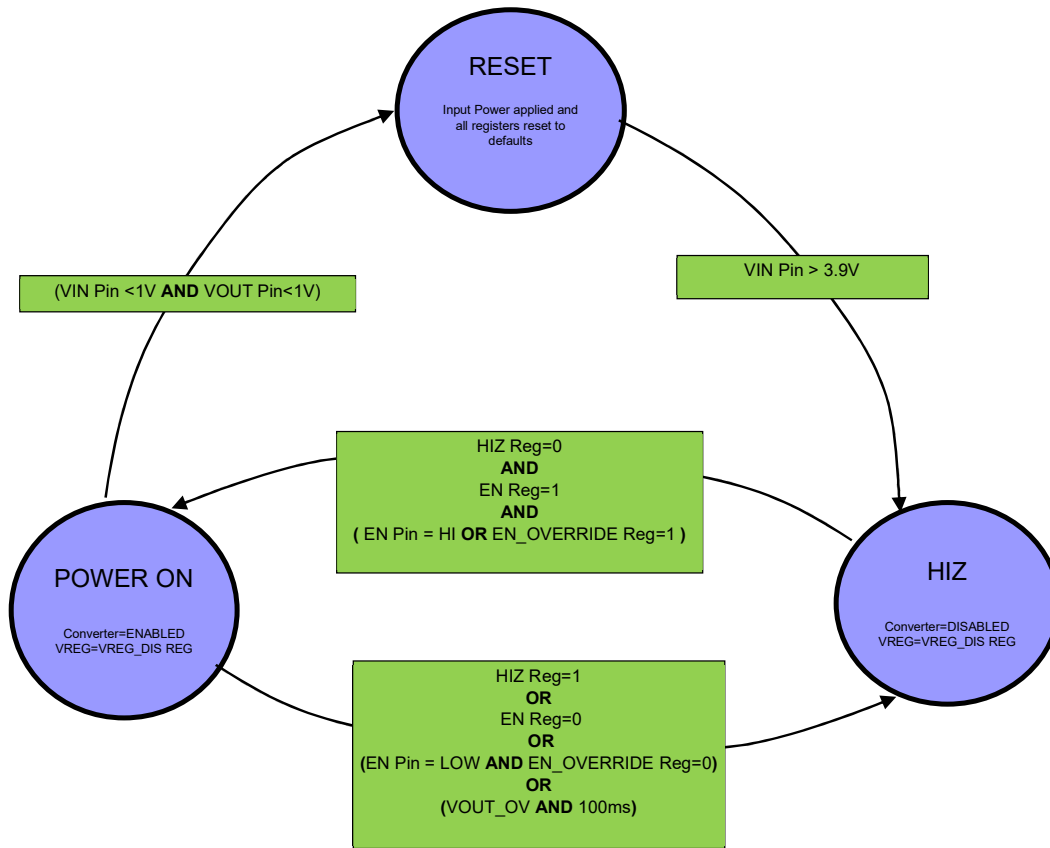 RESET
Input Power applied and
all registers reset to
defaults
(VIN Pin <1V AND VOUT Pin<1V)
VIN Pin > 3.9V
HIZ Reg=0
AND
EN Reg=1
AND
( EN Pin = HI OR EN_OVERRIDE Reg=1 )
POWER ON
Converter=ENABLED
VREG=VREG_DIS REG
HIZ
Converter=DISABLED
VREG=VREG_DIS REG
HIZ Reg=1
OR
EN Reg=0
OR
(EN Pin = LOW AND EN_OVERRIDE Reg=0)
OR
(VOUT_OV AND 100ms)